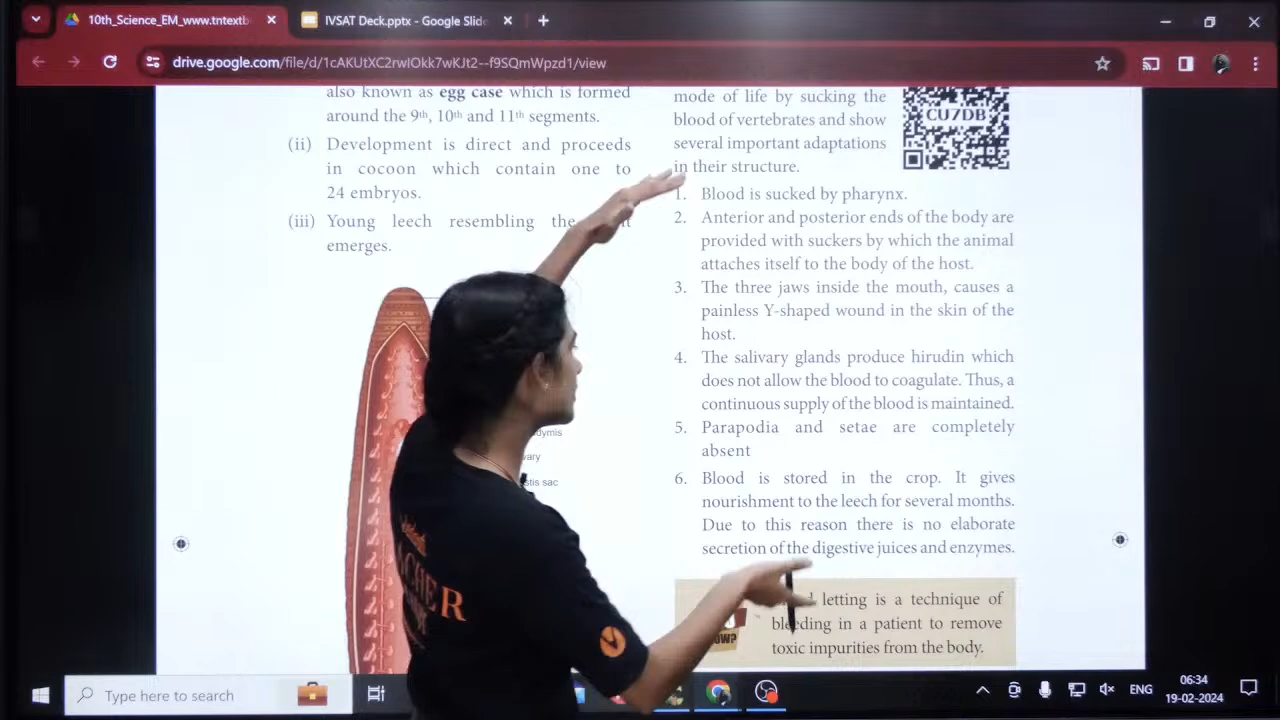 10th_Science_EM_www.tntextb
IVSAT Deck.pptx - Google Slide
drive.google.com/file/d/1cAKUtXC2rwIOkk7wKJt2--f9SQmWpzd1/view
also known as egg case which is formed
around the 9th, 10th and 11th segments.
(ii) Development is direct and proceeds
in cocoon which contain one to
24 embryos.
(iii) Young leech resembling the
emerges.
mode of life by sucking the
blood of vertebrates and show
several important adaptations
in their structure.
CU7DB
1. Blood is sucked by pharynx.
2. Anterior and posterior ends of the body are
provided with suckers by which the animal
attaches itself to the body of the host.
3. The three jaws inside the mouth, causes a
painless Y-shaped wound in the skin of the
host.
4. The salivary glands produce hirudin which
does not allow the blood to coagulate. Thus, a
continuous supply of the blood is maintained.
5. Parapodia and setae are completely
absent
6. Blood is stored in the crop. It gives
nourishment to the leech for several months.
Due to this reason there is no elaborate
secretion of the digestive juices and enzymes.
letting is a technique of
bleeding in a patient to remove
toxic impurities from the body.
Type here to search
ENG
06:34
19-02-2024